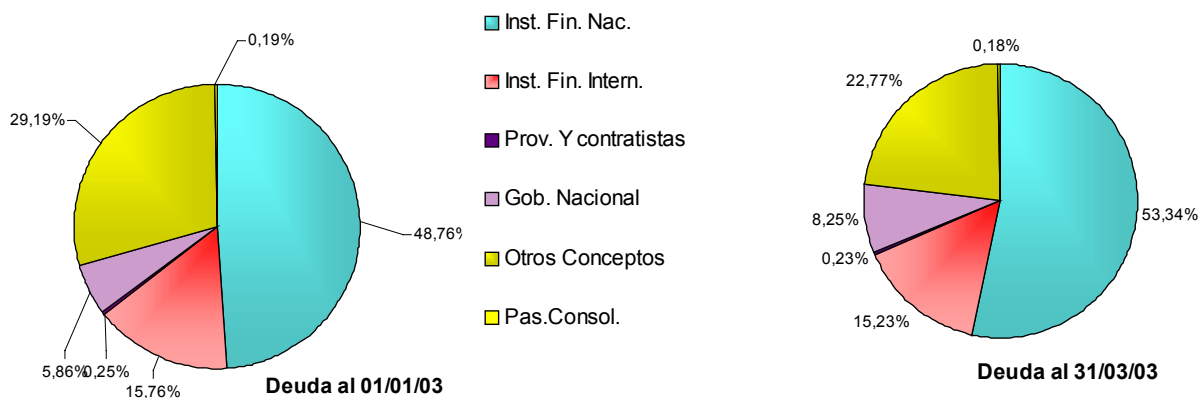 0,19%
29,19%
48,76%
5,86%
0,25%
15,76%
Deuda al 01/01/03
Inst. Fin. Nac.
Inst. Fin. Intern.
Prov. Y contratistas
Gob. Nacional
Otros Conceptos
Pas.Consol.
0,18%
22,77%
8,25%
53,34%
0,23%
15,23%
Deuda al 31/03/03